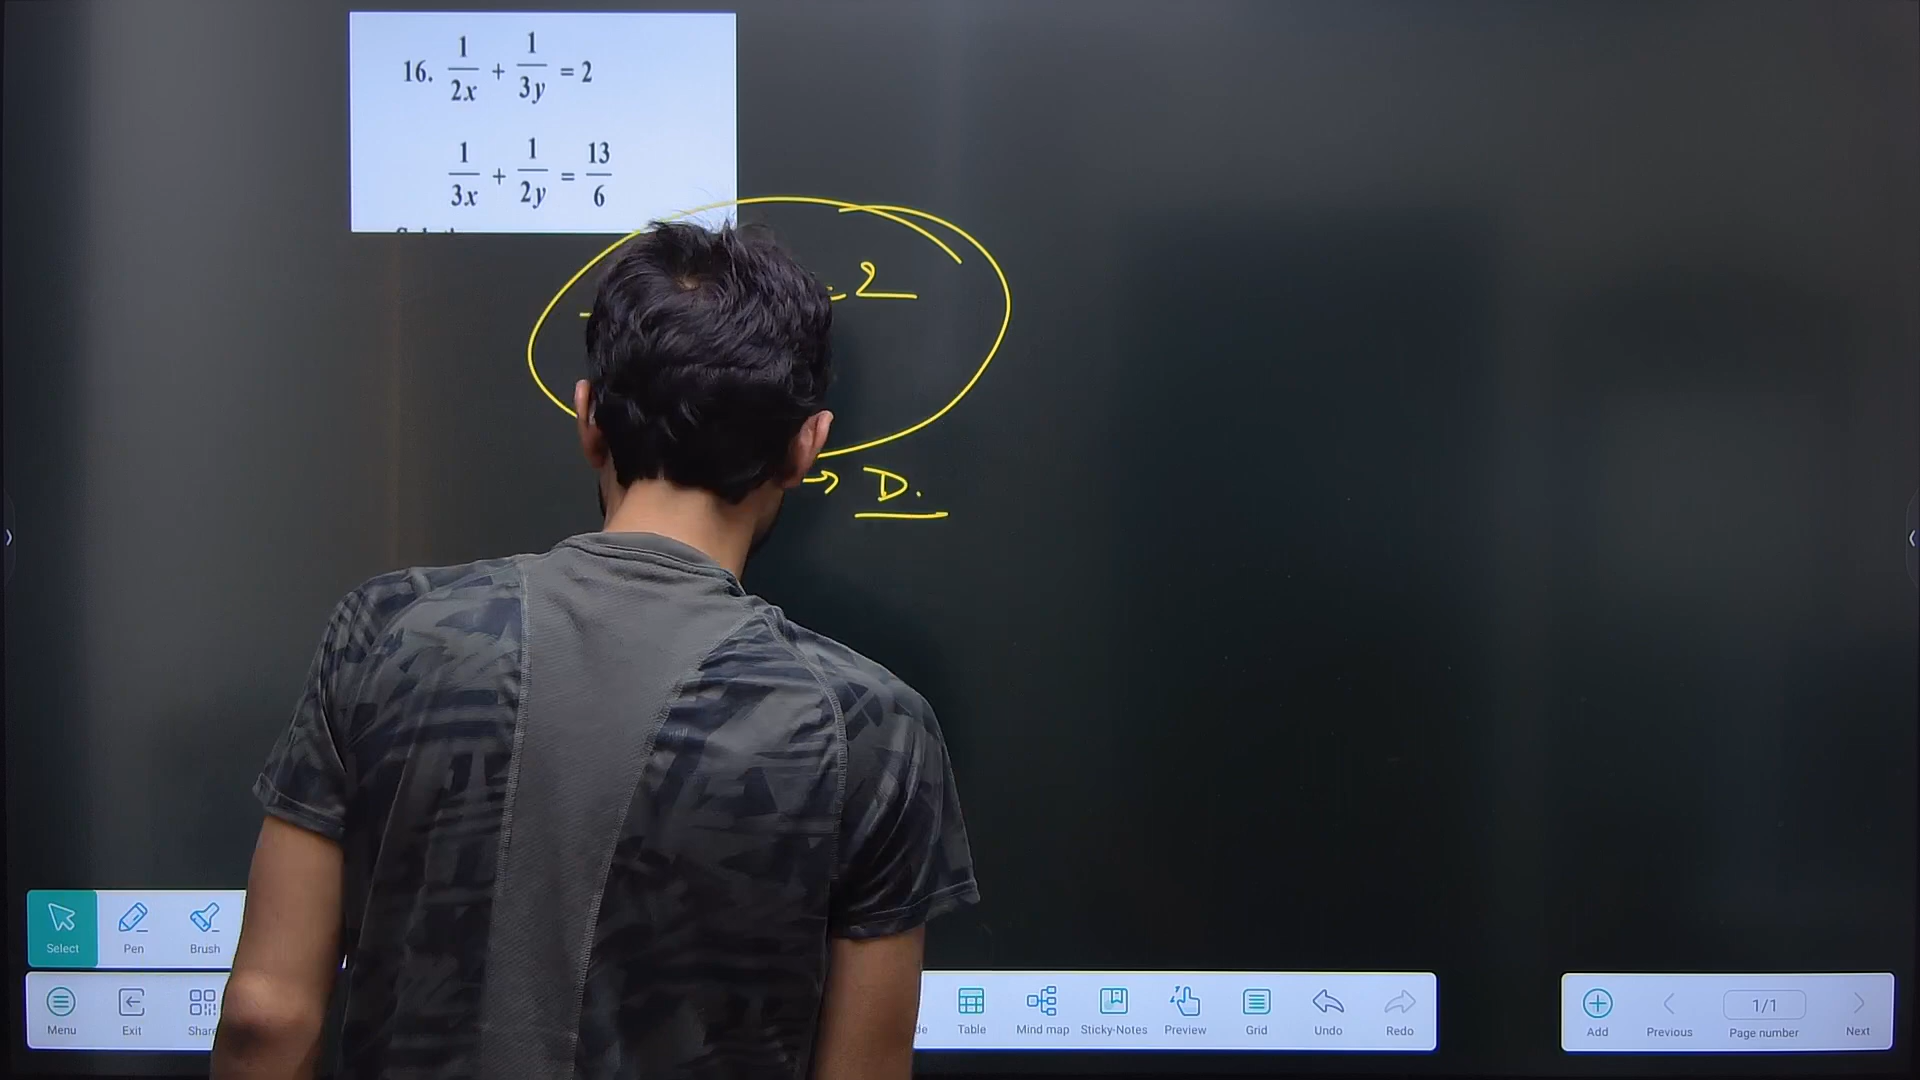 16. 1/2x + 1/3y = 2
1/3x + 1/2y = 13/6
2
→ D.
Select
Pen
Brush
Menu
Exit
Share
Table
Mind map
Sticky-Notes
Preview
Grid
Undo
Redo
Add
Previous
1/1
Page number
Next